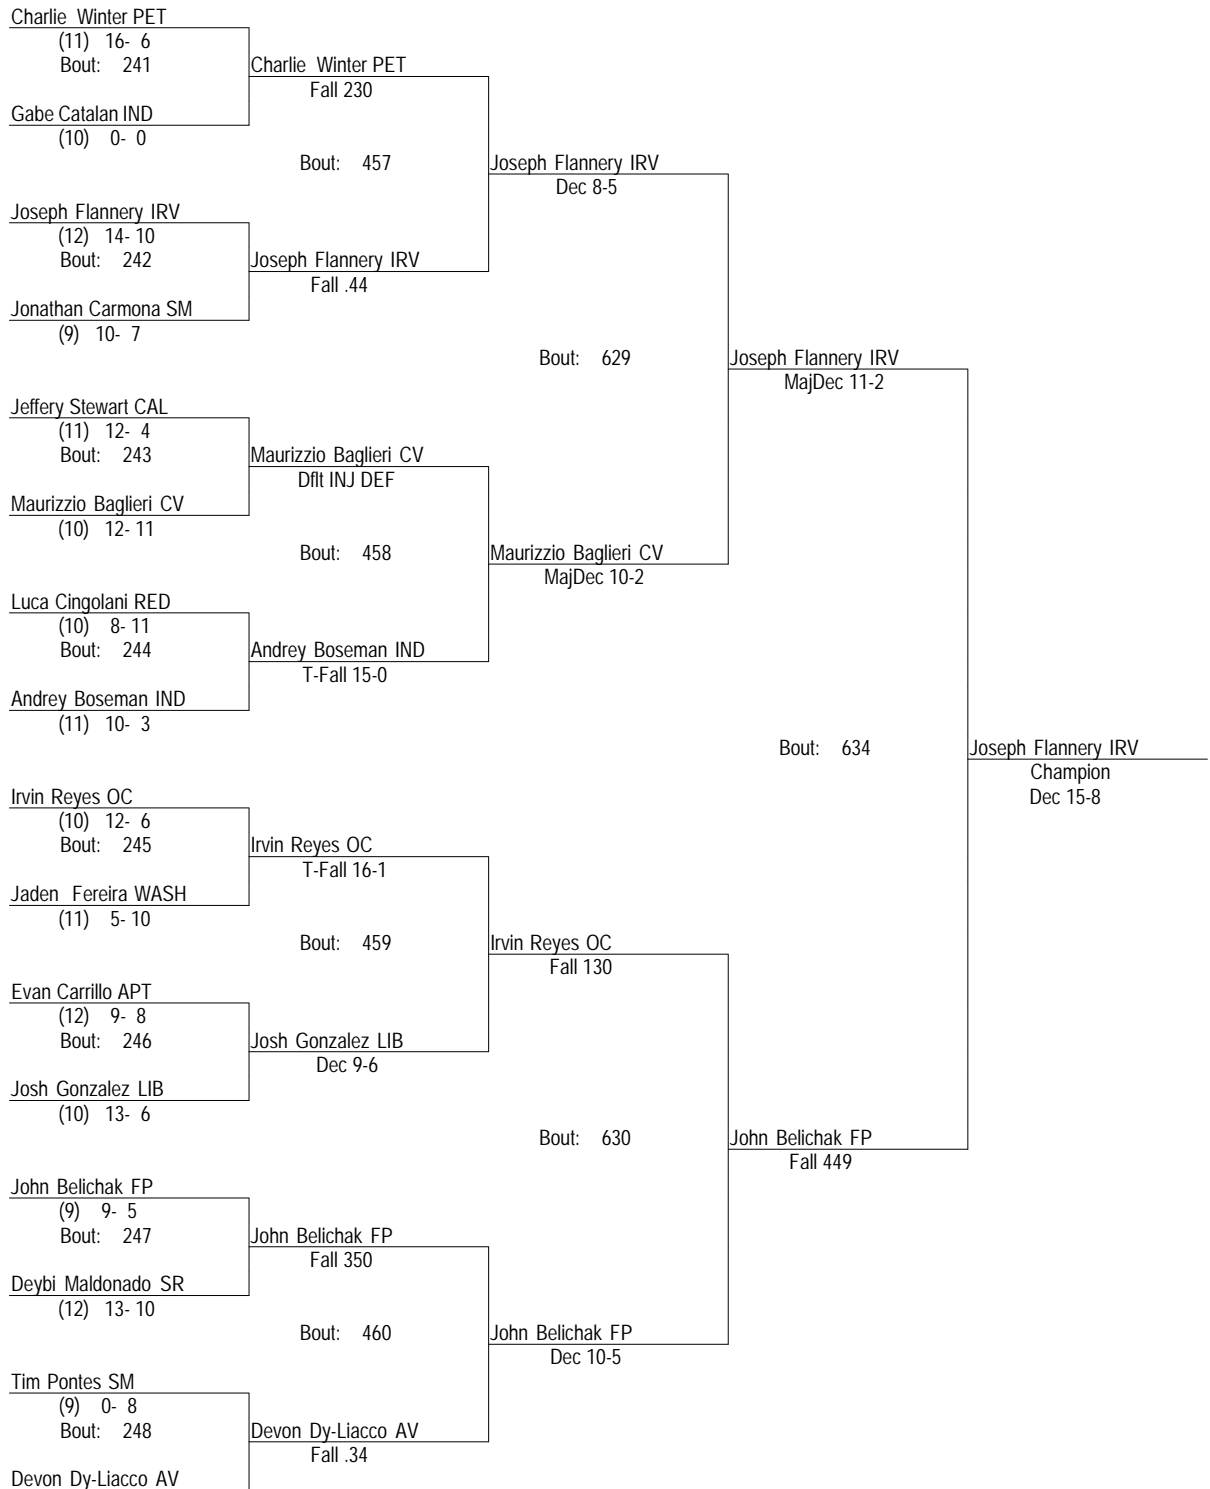 Charlie Winter PET
(11) 16- 6
Bout: 241
Charlie Winter PET
Fall 230
Gabe Catalan IND
(10) 0- 0
Bout: 457
Joseph Flannery IRV
Dec 8-5
Joseph Flannery IRV
(12) 14- 10
Bout: 242
Joseph Flannery IRV
Fall .44
Jonathan Carmona SM
(9) 10- 7
Bout: 629
Joseph Flannery IRV
MajDec 11-2
Jeffery Stewart CAL
(11) 12- 4
Bout: 243
Maurizzio Baglieri CV
Dflt INJ DEF
Maurizzio Baglieri CV
(10) 12- 11
Bout: 458
Maurizzio Baglieri CV
MajDec 10-2
Luca Cingolani RED
(10) 8- 11
Bout: 244
Andrey Boseman IND
T-Fall 15-0
Andrey Boseman IND
(11) 10- 3
Bout: 634
Joseph Flannery IRV
Champion
Dec 15-8
Irvin Reyes OC
(10) 12- 6
Bout: 245
Irvin Reyes OC
T-Fall 16-1
Jaden Fereira WASH
(11) 5- 10
Bout: 459
Irvin Reyes OC
Fall 130
Evan Carrillo APT
(12) 9- 8
Bout: 246
Josh Gonzalez LIB
Dec 9-6
Josh Gonzalez LIB
(10) 13- 6
Bout: 630
John Belichak FP
Fall 449
John Belichak FP
(9) 9- 5
Bout: 247
John Belichak FP
Fall 350
Deybi Maldonado SR
(12) 13- 10
Bout: 460
John Belichak FP
Dec 10-5
Tim Pontes SM
(9) 0- 8
Bout: 248
Devon Dy-Liacco AV
Fall .34
Devon Dy-Liacco AV